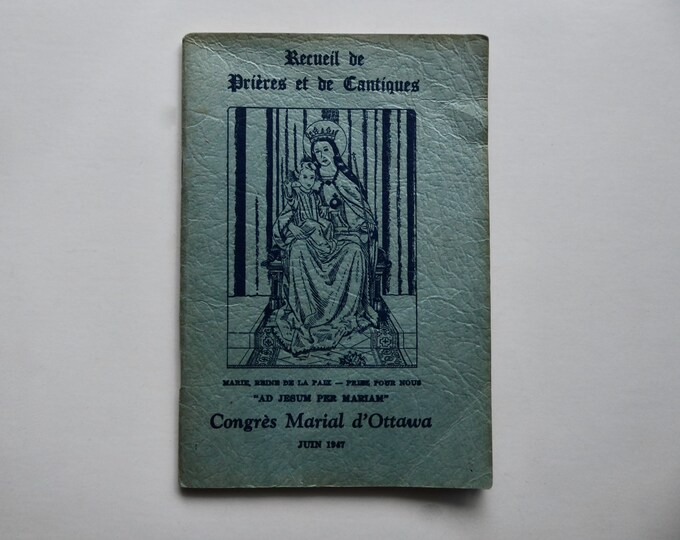 Recueil de
Prières et de Cantiques
MARIE, REINE DE LA PAIX — PRIEZ POUR NOUS
"AD JESUM PER MARIAM"
Congrès Marial d'Ottawa
JUIN 1947